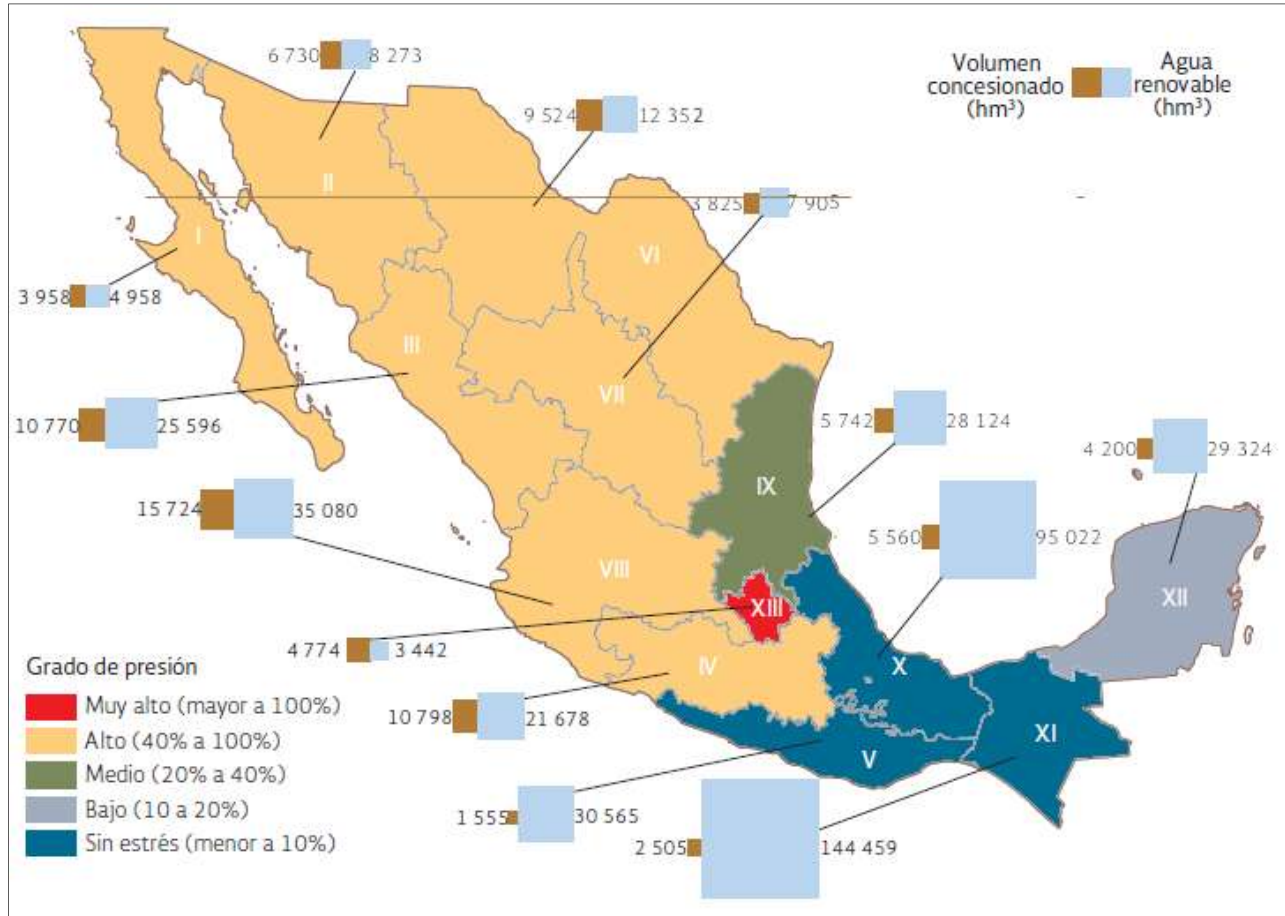 6 730 8 273
Volumen concesionado (hm³)
Agua renovable (hm³)
9 524 12 352
II
3 825 7 905
I
VI
3 958 4 958
III
VII
10 770 25 596
5 742 28 124
4 200 29 324
IX
15 724 35 080
5 560 95 022
VIII
XIII
XII
4 774 3 442
Grado de presión
IV
X
Muy alto (mayor a 100%)
10 798 21 678
Alto (40% a 100%)
XI
V
Medio (20% a 40%)
Bajo (10 a 20%)
1 555 30 565
Sin estrés (menor a 10%)
2 505 144 459